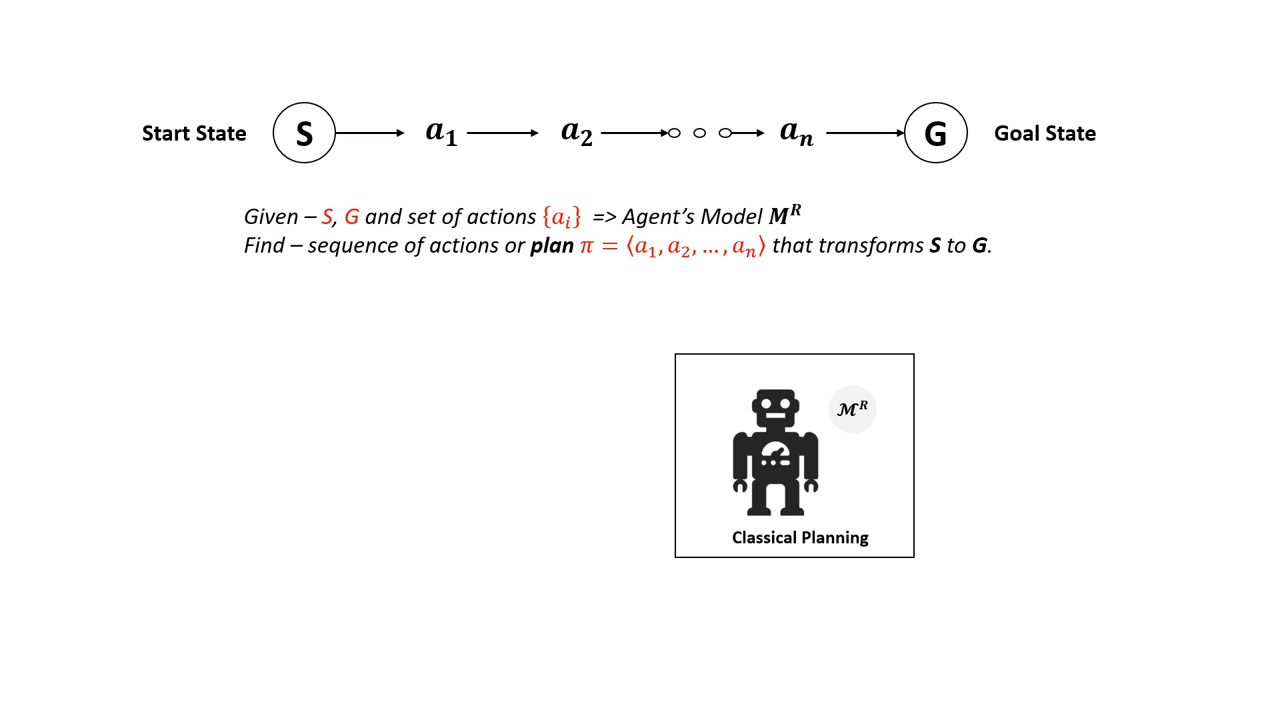 Start State S a₁ a₂ aₙ G Goal State
Given – S, G and set of actions {aᵢ} => Agent's Model Mᴿ
Find – sequence of actions or plan π = ⟨a₁, a₂, … , aₙ⟩ that transforms S to G.
ℳᴿ
Classical Planning